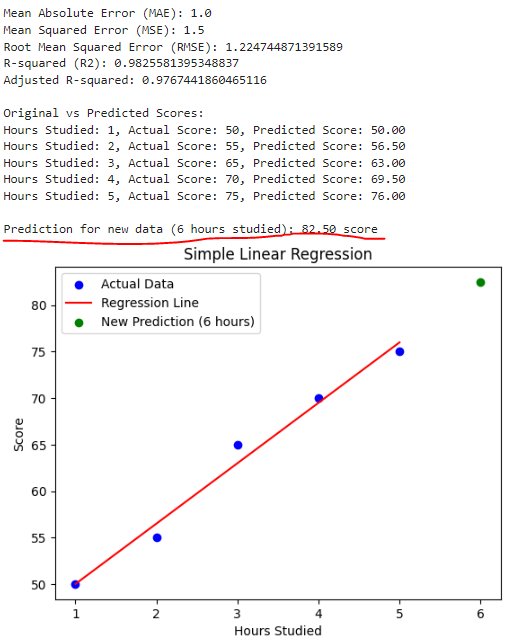 Mean Absolute Error (MAE): 1.0
Mean Squared Error (MSE): 1.5
Root Mean Squared Error (RMSE): 1.224744871391589
R-squared (R2): 0.9825581395348837
Adjusted R-squared: 0.9767441860465116
Original vs Predicted Scores:
Hours Studied: 1, Actual Score: 50, Predicted Score: 50.00
Hours Studied: 2, Actual Score: 55, Predicted Score: 56.50
Hours Studied: 3, Actual Score: 65, Predicted Score: 63.00
Hours Studied: 4, Actual Score: 70, Predicted Score: 69.50
Hours Studied: 5, Actual Score: 75, Predicted Score: 76.00
Prediction for new data (6 hours studied): 82.50 score
Simple Linear Regression
Actual Data
Regression Line
New Prediction (6 hours)
80
75
70
65
60
55
50
Score
1 2 3 4 5 6
Hours Studied